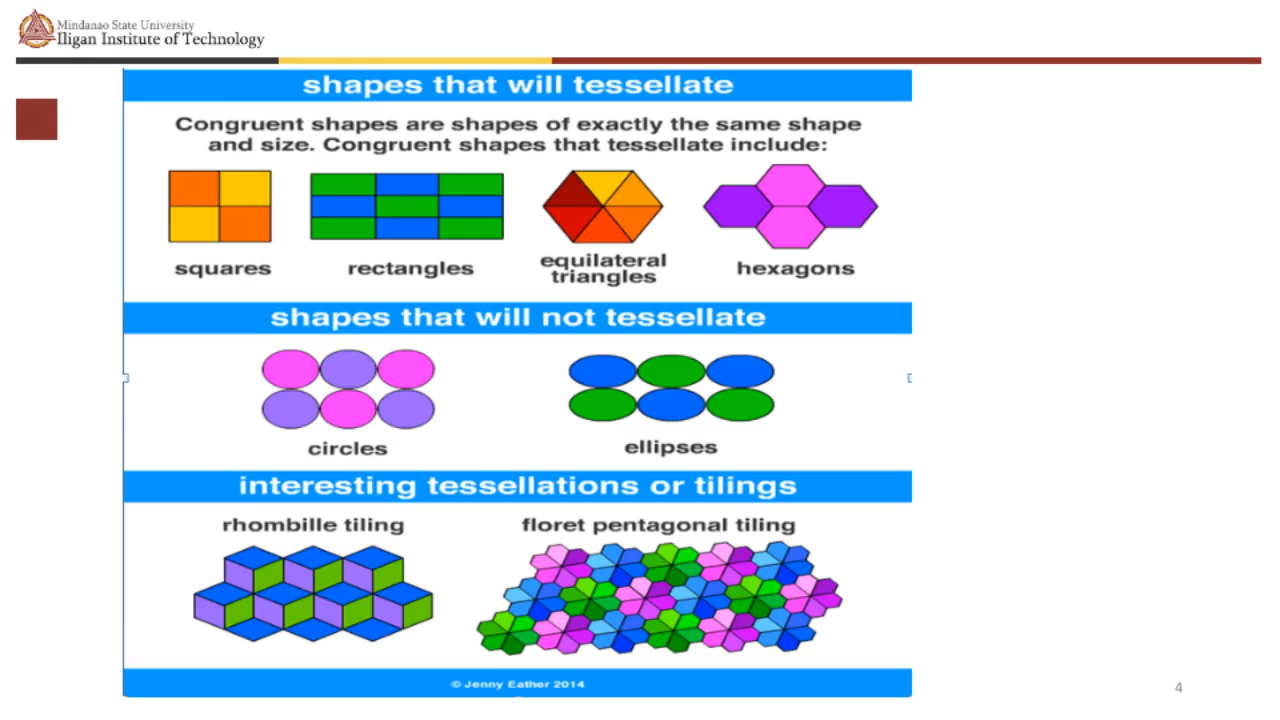 Mindanao State University
Iligan Institute of Technology
shapes that will tessellate
Congruent shapes are shapes of exactly the same shape
and size. Congruent shapes that tessellate include:
squares
rectangles
equilateral
triangles
hexagons
shapes that will not tessellate
circles
ellipses
interesting tessellations or tilings
rhombille tiling
floret pentagonal tiling
© Jenny Eather 2014
4